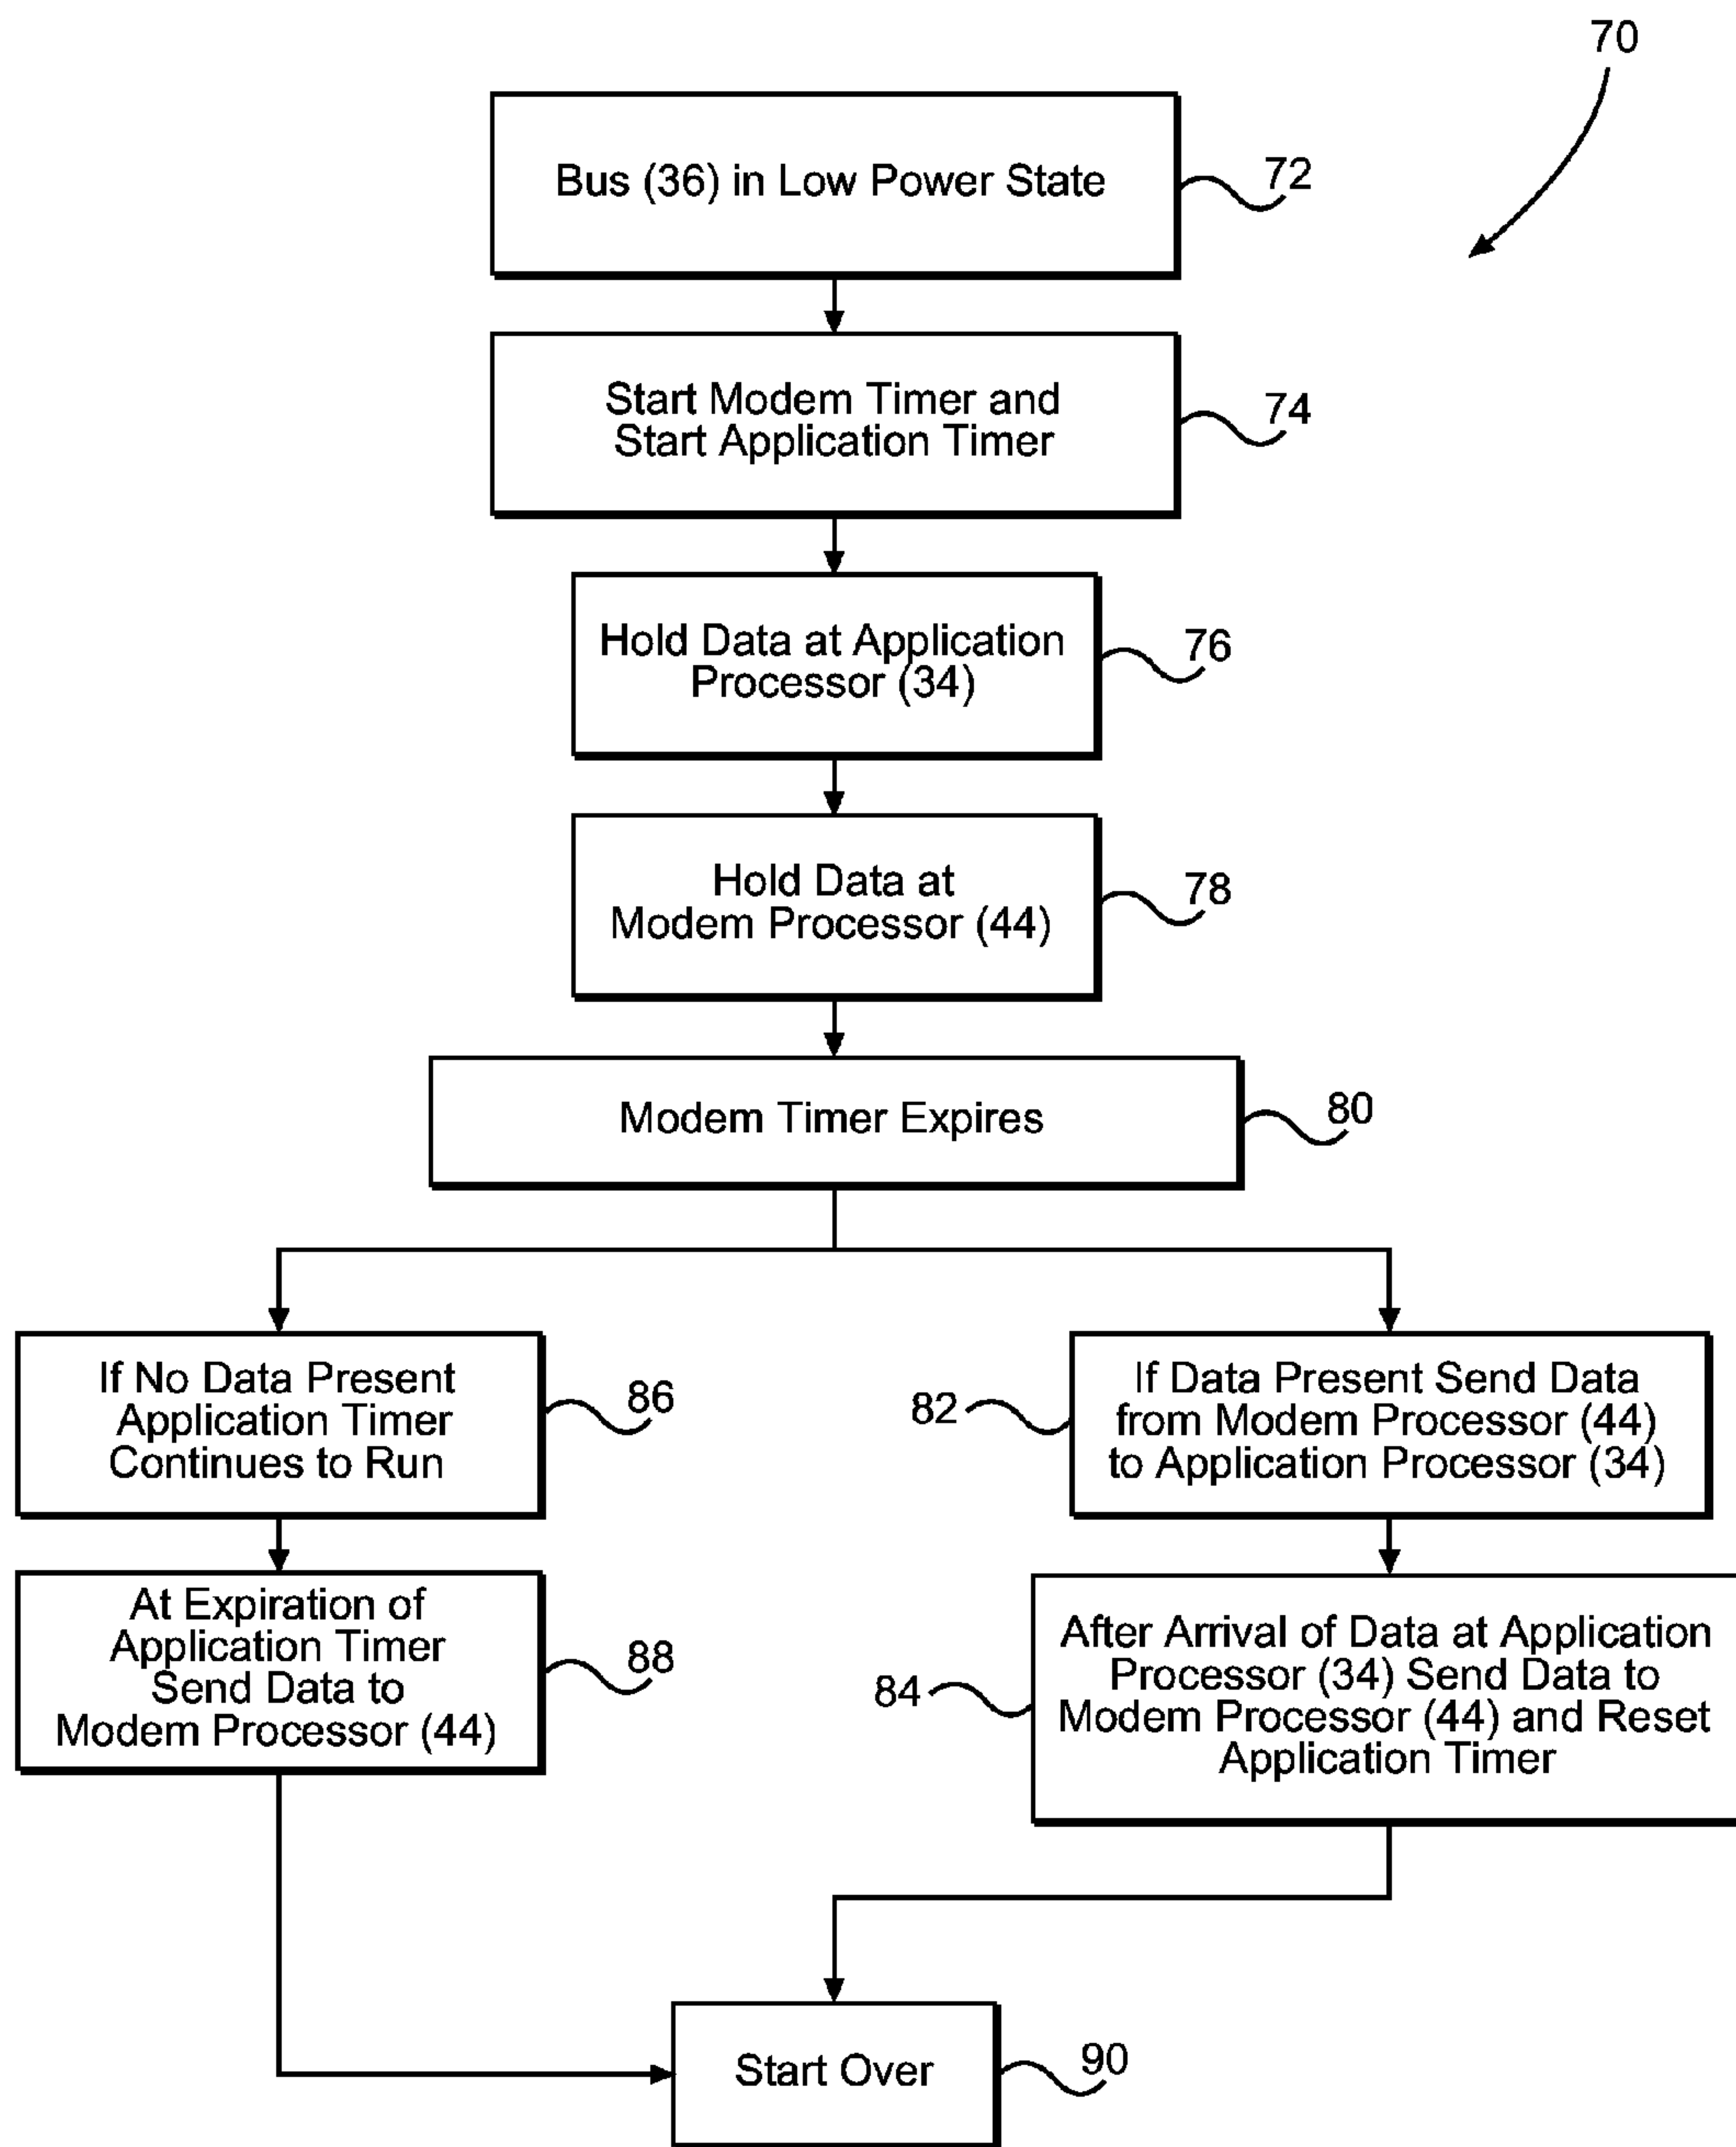 70
Bus (36) in Low Power State
72
Start Modem Timer and
Start Application Timer
74
Hold Data at Application
Processor (34)
76
Hold Data at
Modem Processor (44)
78
Modem Timer Expires
80
If No Data Present
Application Timer
Continues to Run
86
82
If Data Present Send Data
from Modem Processor (44)
to Application Processor (34)
At Expiration of
Application Timer
Send Data to
Modem Processor (44)
88
84
After Arrival of Data at Application
Processor (34) Send Data to
Modem Processor (44) and Reset
Application Timer
Start Over
90